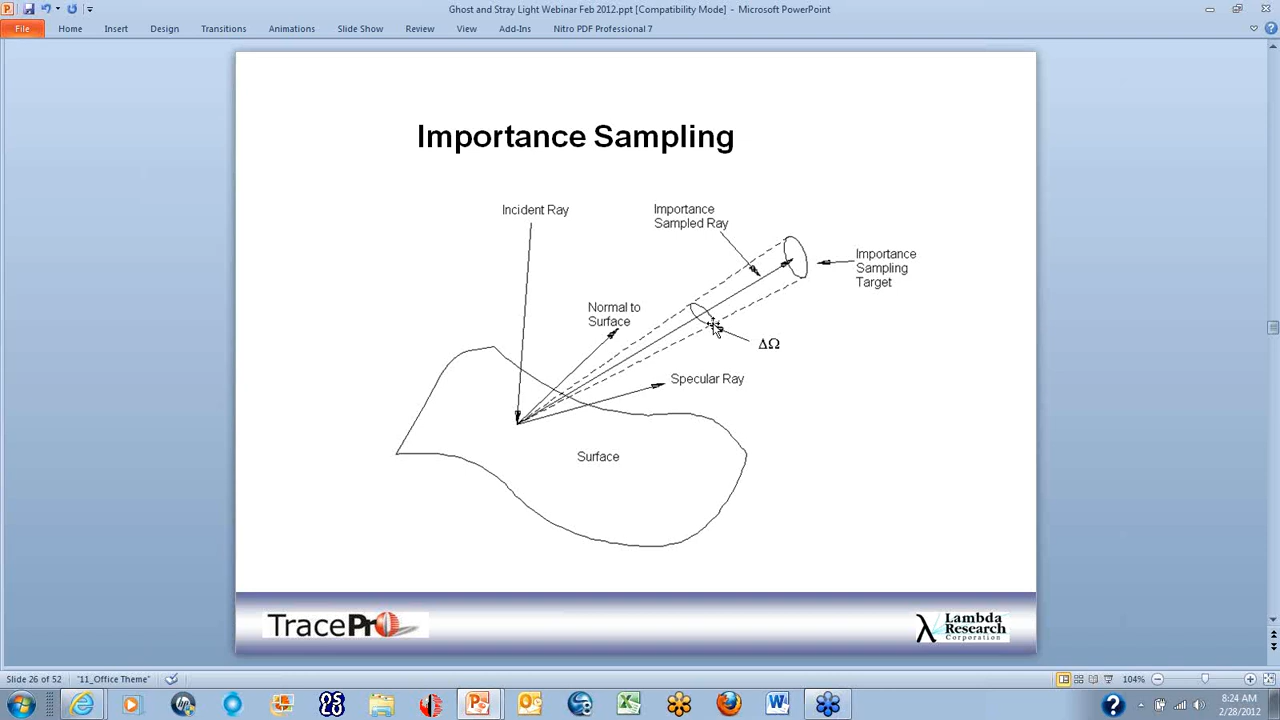 Ghost and Stray Light Webinar Feb 2012.ppt [Compatibility Mode] - Microsoft PowerPoint
File Home Insert Design Transitions Animations Slide Show Review View Add-Ins Nitro PDF Professional 7
Importance Sampling
Incident Ray
Importance
Sampled Ray
Importance
Sampling
Target
Normal to
Surface
ΔΩ
Specular Ray
Surface
TracePro
λ Lambda
Research
Corporation
Slide 26 of 52 "11_Office Theme" 104%
8:24 AM
2/28/2012